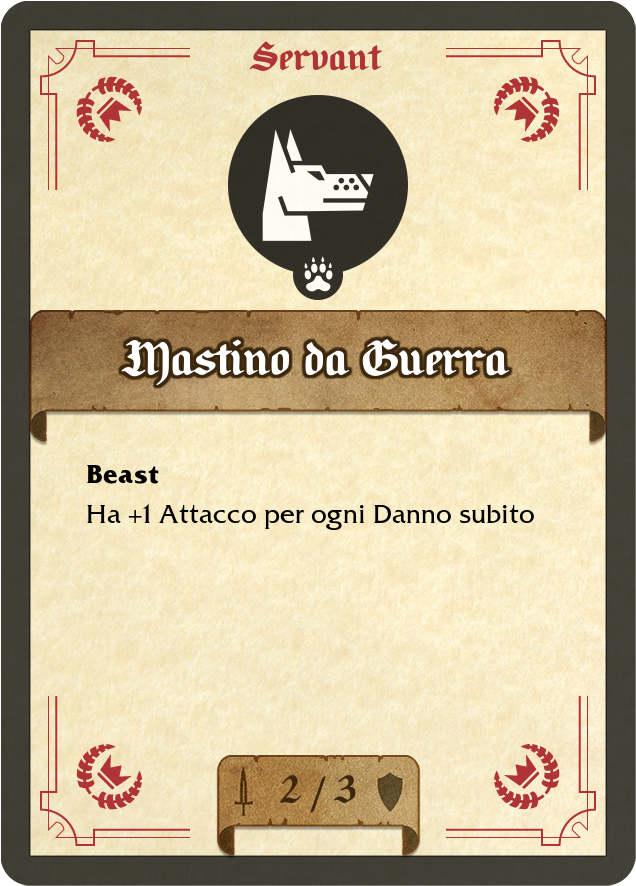 Servant
Mastino da Guerra
Beast
Ha +1 Attacco per ogni Danno subito
2 / 3